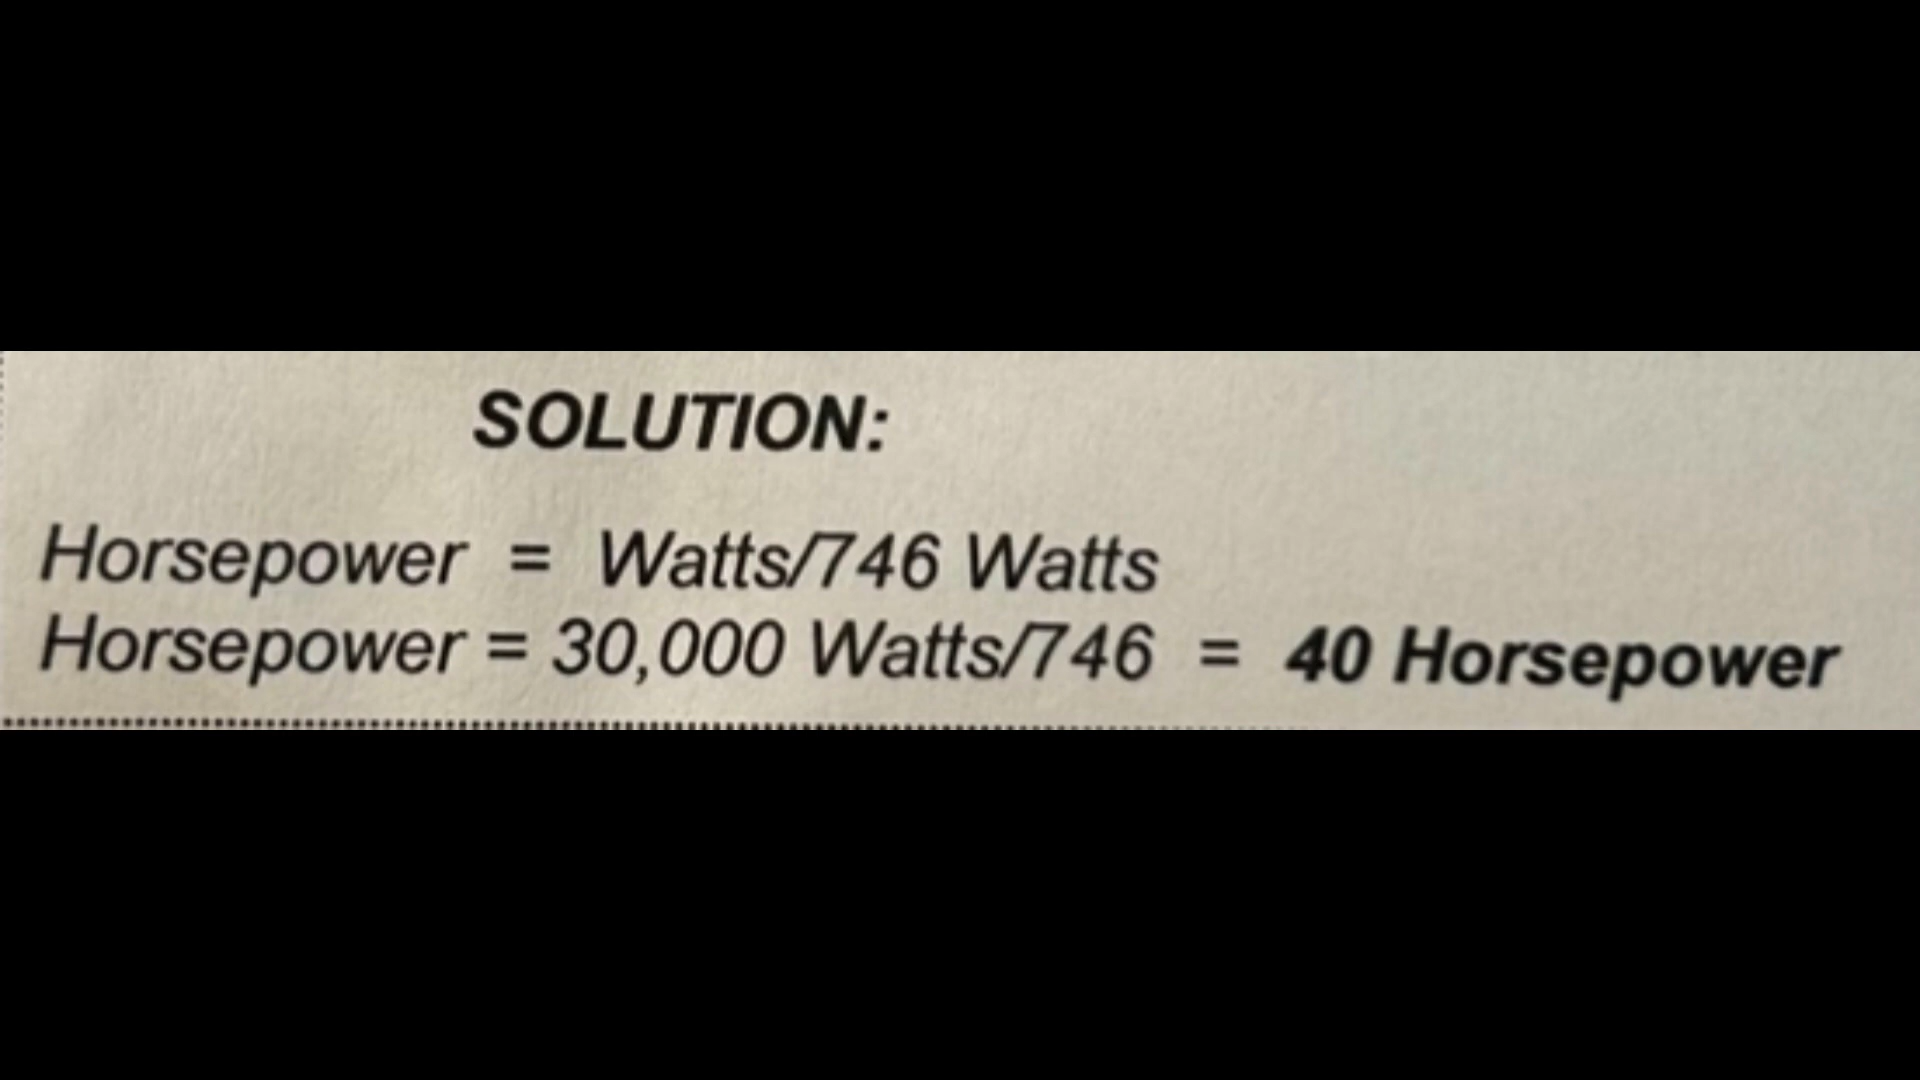 SOLUTION:
Horsepower = Watts/746 Watts
Horsepower = 30,000 Watts/746 = 40 Horsepower